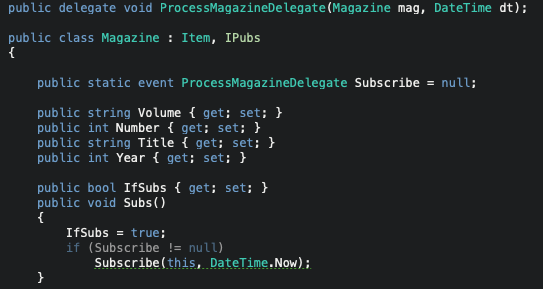 public delegate void ProcessMagazineDelegate(Magazine mag, DateTime dt);
public class Magazine : Item, IPubs
{
public static event ProcessMagazineDelegate Subscribe = null;
public string Volume { get; set; }
public int Number { get; set; }
public string Title { get; set; }
public int Year { get; set; }
public bool IfSubs { get; set; }
public void Subs()
{
IfSubs = true;
if (Subscribe != null)
Subscribe(this, DateTime.Now);
}